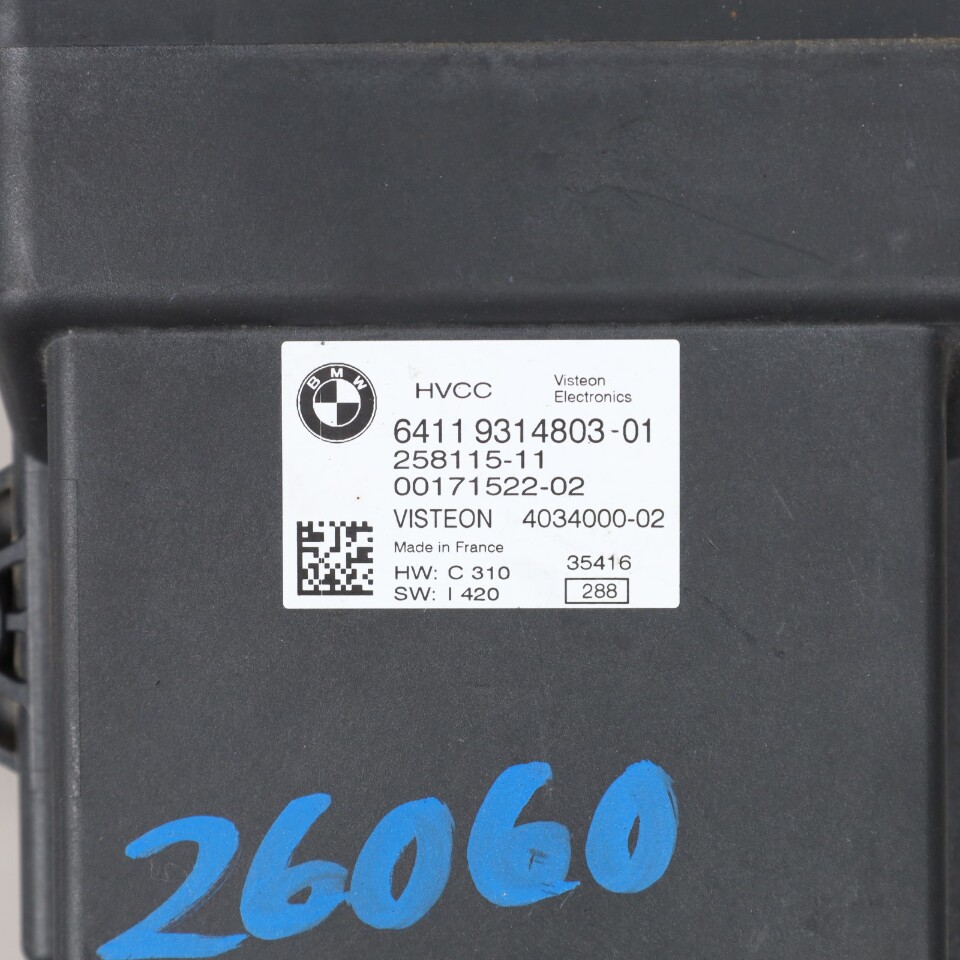 BMW
HVCC
Visteon
Electronics
6411 9314803-01
258115-11
00171522-02
VISTEON 4034000-02
Made in France
HW: C 310
SW: I 420
35416
288
26060